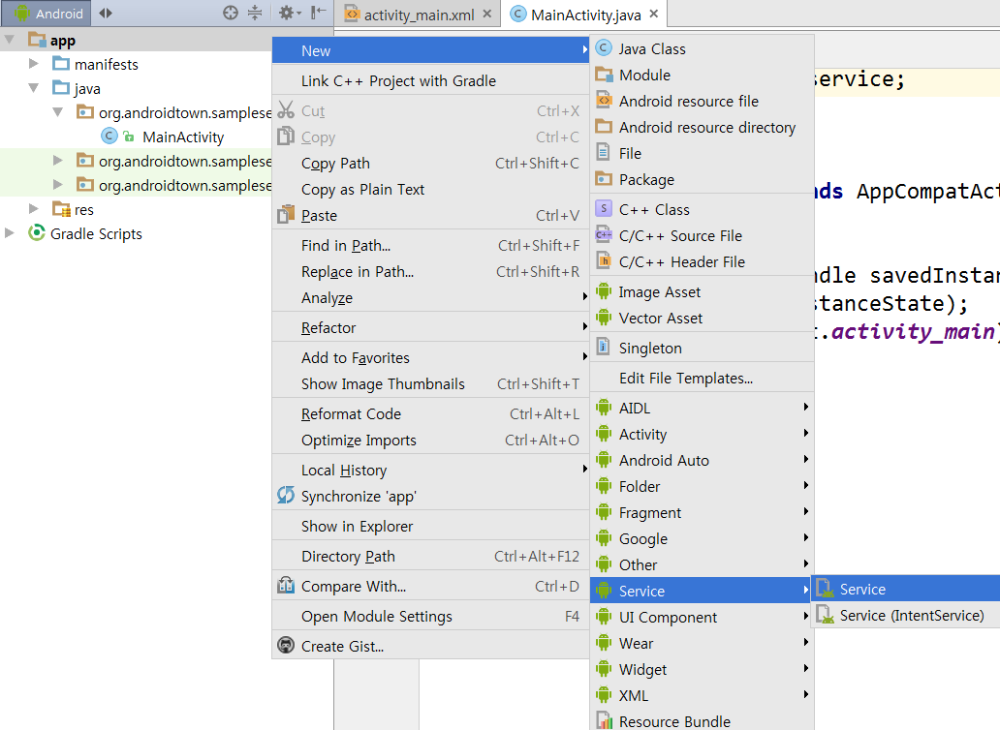 Android
activity_main.xml
MainActivity.java
app
manifests
java
org.androidtown.samplese
MainActivity
org.androidtown.samplese
org.androidtown.samplese
res
Gradle Scripts
New
Link C++ Project with Gradle
Cut Ctrl+X
Copy Ctrl+C
Copy Path Ctrl+Shift+C
Copy as Plain Text
Paste Ctrl+V
Find in Path... Ctrl+Shift+F
Replace in Path... Ctrl+Shift+R
Analyze
Refactor
Add to Favorites
Show Image Thumbnails Ctrl+Shift+T
Reformat Code Ctrl+Alt+L
Optimize Imports Ctrl+Alt+O
Local History
Synchronize 'app'
Show in Explorer
Directory Path Ctrl+Alt+F12
Compare With... Ctrl+D
Open Module Settings F4
Create Gist...
Java Class
Module
Android resource file
Android resource directory
File
Package
C++ Class
C/C++ Source File
C/C++ Header File
Image Asset
Vector Asset
Singleton
Edit File Templates...
AIDL
Activity
Android Auto
Folder
Fragment
Google
Other
Service
UI Component
Wear
Widget
XML
Resource Bundle
Service
Service (IntentService)
service;
nds AppCompatAct
ndle savedInstan
stanceState);
.activity_main)